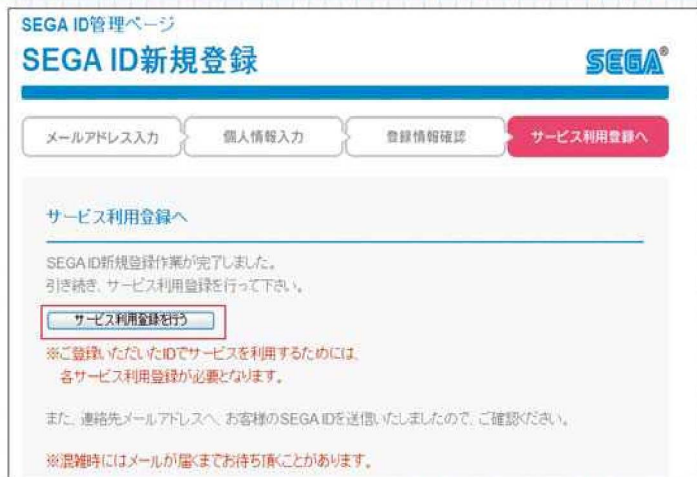 SEGA ID管理ページ
SEGA ID新規登録
SEGA®
メールアドレス入力
個人情報入力
登録情報確認
サービス利用登録へ
サービス利用登録へ
SEGA ID新規登録作業が完了しました。
引き続き、サービス利用登録を行って下さい。
サービス利用登録を行う
※ご登録いただいたIDでサービスを利用するためには、
各サービス利用登録が必要となります。
また、連絡先メールアドレスへ、お客様のSEGA IDを送信いたしましたので、ご確認ください。
※混雑時にはメールが届くまでお待ち頂くことがあります。